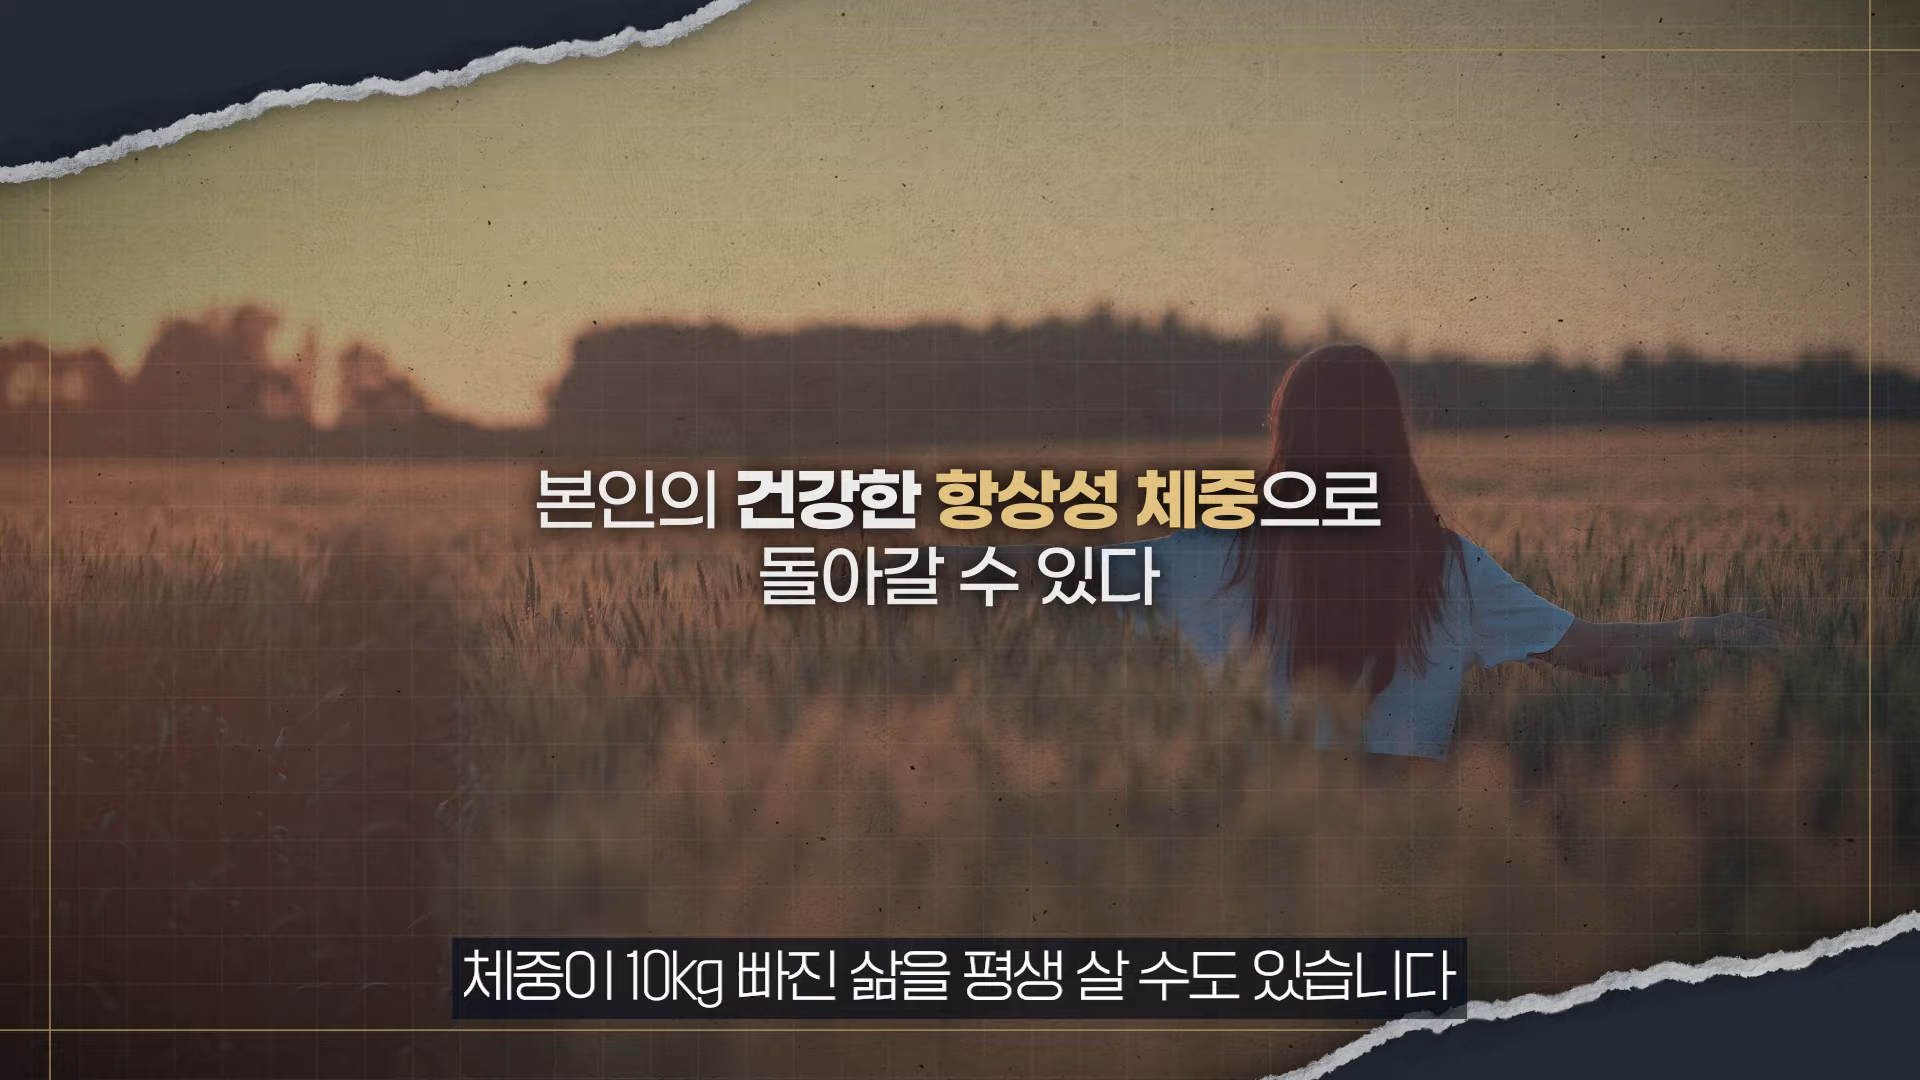 본인의 건강한 항상성 체중으로
돌아갈 수 있다
체중이 10kg 빠진 삶을 평생 살 수도 있습니다